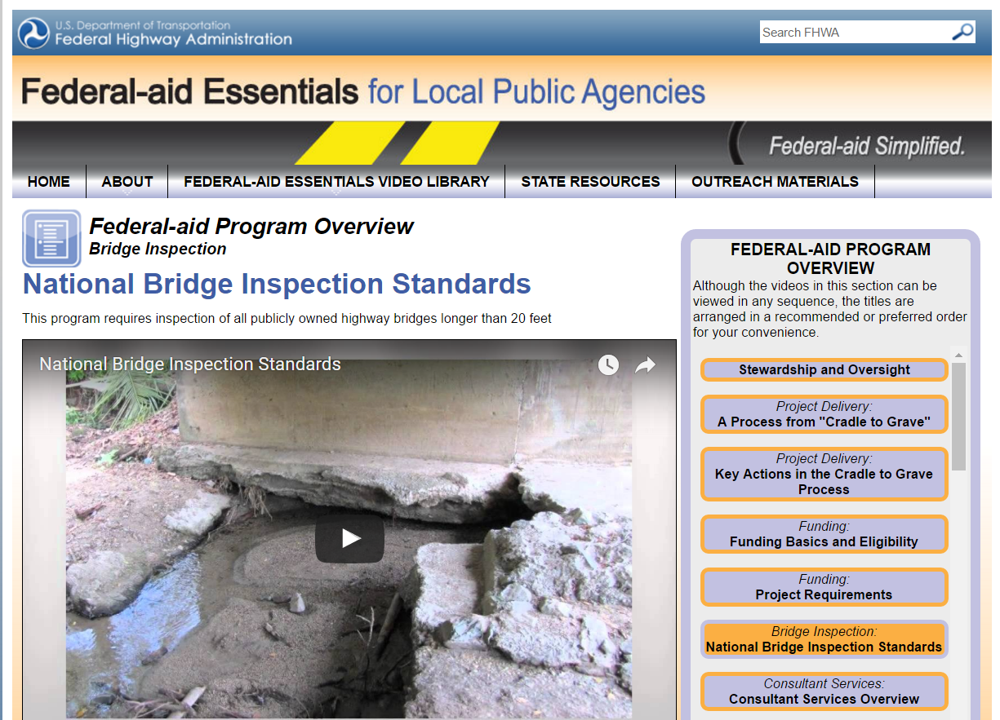 U.S. Department of Transportation
Federal Highway Administration
Search FHWA
Federal-aid Essentials for Local Public Agencies
Federal-aid Simplified.
HOME
ABOUT
FEDERAL-AID ESSENTIALS VIDEO LIBRARY
STATE RESOURCES
OUTREACH MATERIALS
Federal-aid Program Overview
Bridge Inspection
National Bridge Inspection Standards
This program requires inspection of all publicly owned highway bridges longer than 20 feet
National Bridge Inspection Standards
FEDERAL-AID PROGRAM
OVERVIEW
Although the videos in this section can be
viewed in any sequence, the titles are
arranged in a recommended or preferred order
for your convenience.
Stewardship and Oversight
Project Delivery:
A Process from "Cradle to Grave"
Project Delivery:
Key Actions in the Cradle to Grave
Process
Funding:
Funding Basics and Eligibility
Funding:
Project Requirements
Bridge Inspection:
National Bridge Inspection Standards
Consultant Services:
Consultant Services Overview